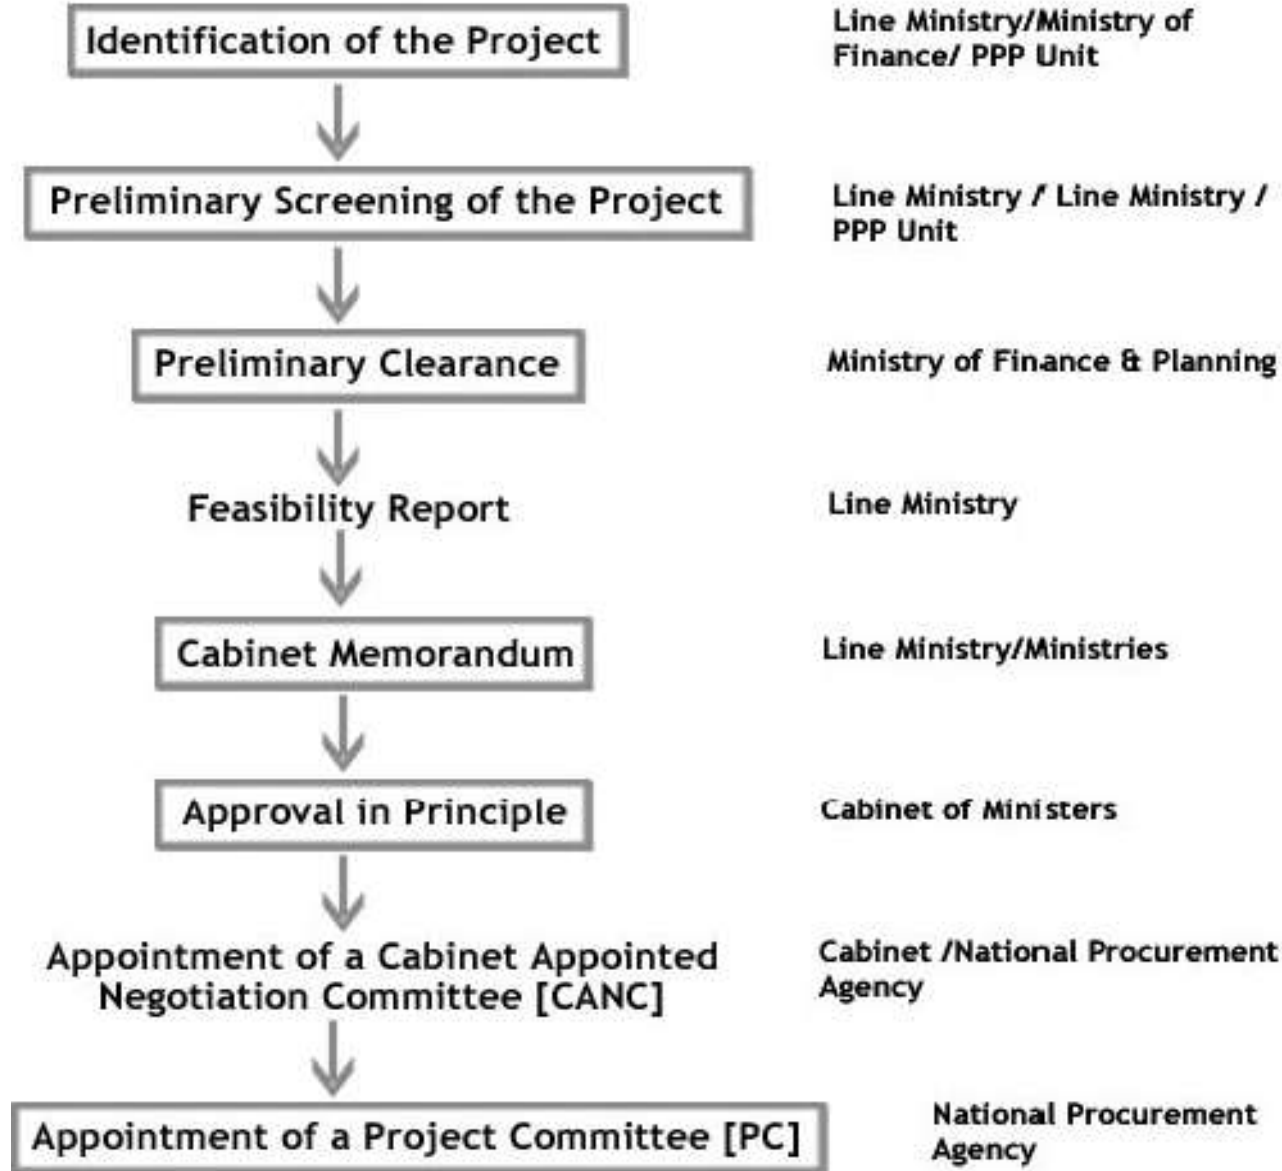 Identification of the Project
Line Ministry/Ministry of
Finance/ PPP Unit
Preliminary Screening of the Project
Line Ministry / Line Ministry /
PPP Unit
Preliminary Clearance
Ministry of Finance & Planning
Feasibility Report
Line Ministry
Cabinet Memorandum
Line Ministry/Ministries
Approval in Principle
Cabinet of Ministers
Appointment of a Cabinet Appointed
Negotiation Committee [CANC]
Cabinet /National Procurement
Agency
Appointment of a Project Committee [PC]
National Procurement
Agency